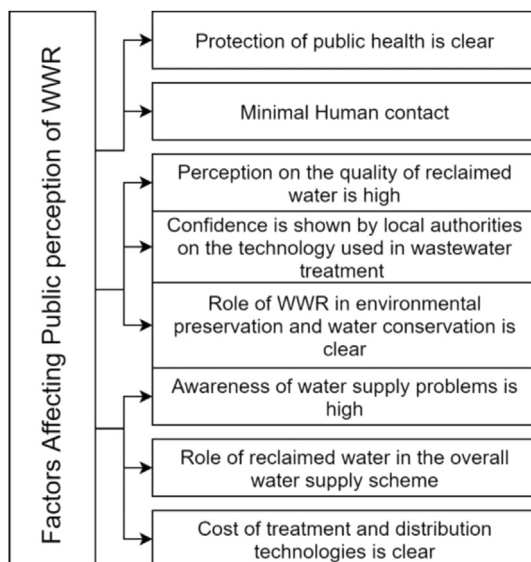 Factors Affecting Public perception of WWR
Protection of public health is clear
Minimal Human contact
Perception on the quality of reclaimed
water is high
Confidence is shown by local authorities
on the technology used in wastewater
treatment
Role of WWR in environmental
preservation and water conservation is
clear
Awareness of water supply problems is
high
Role of reclaimed water in the overall
water supply scheme
Cost of treatment and distribution
technologies is clear